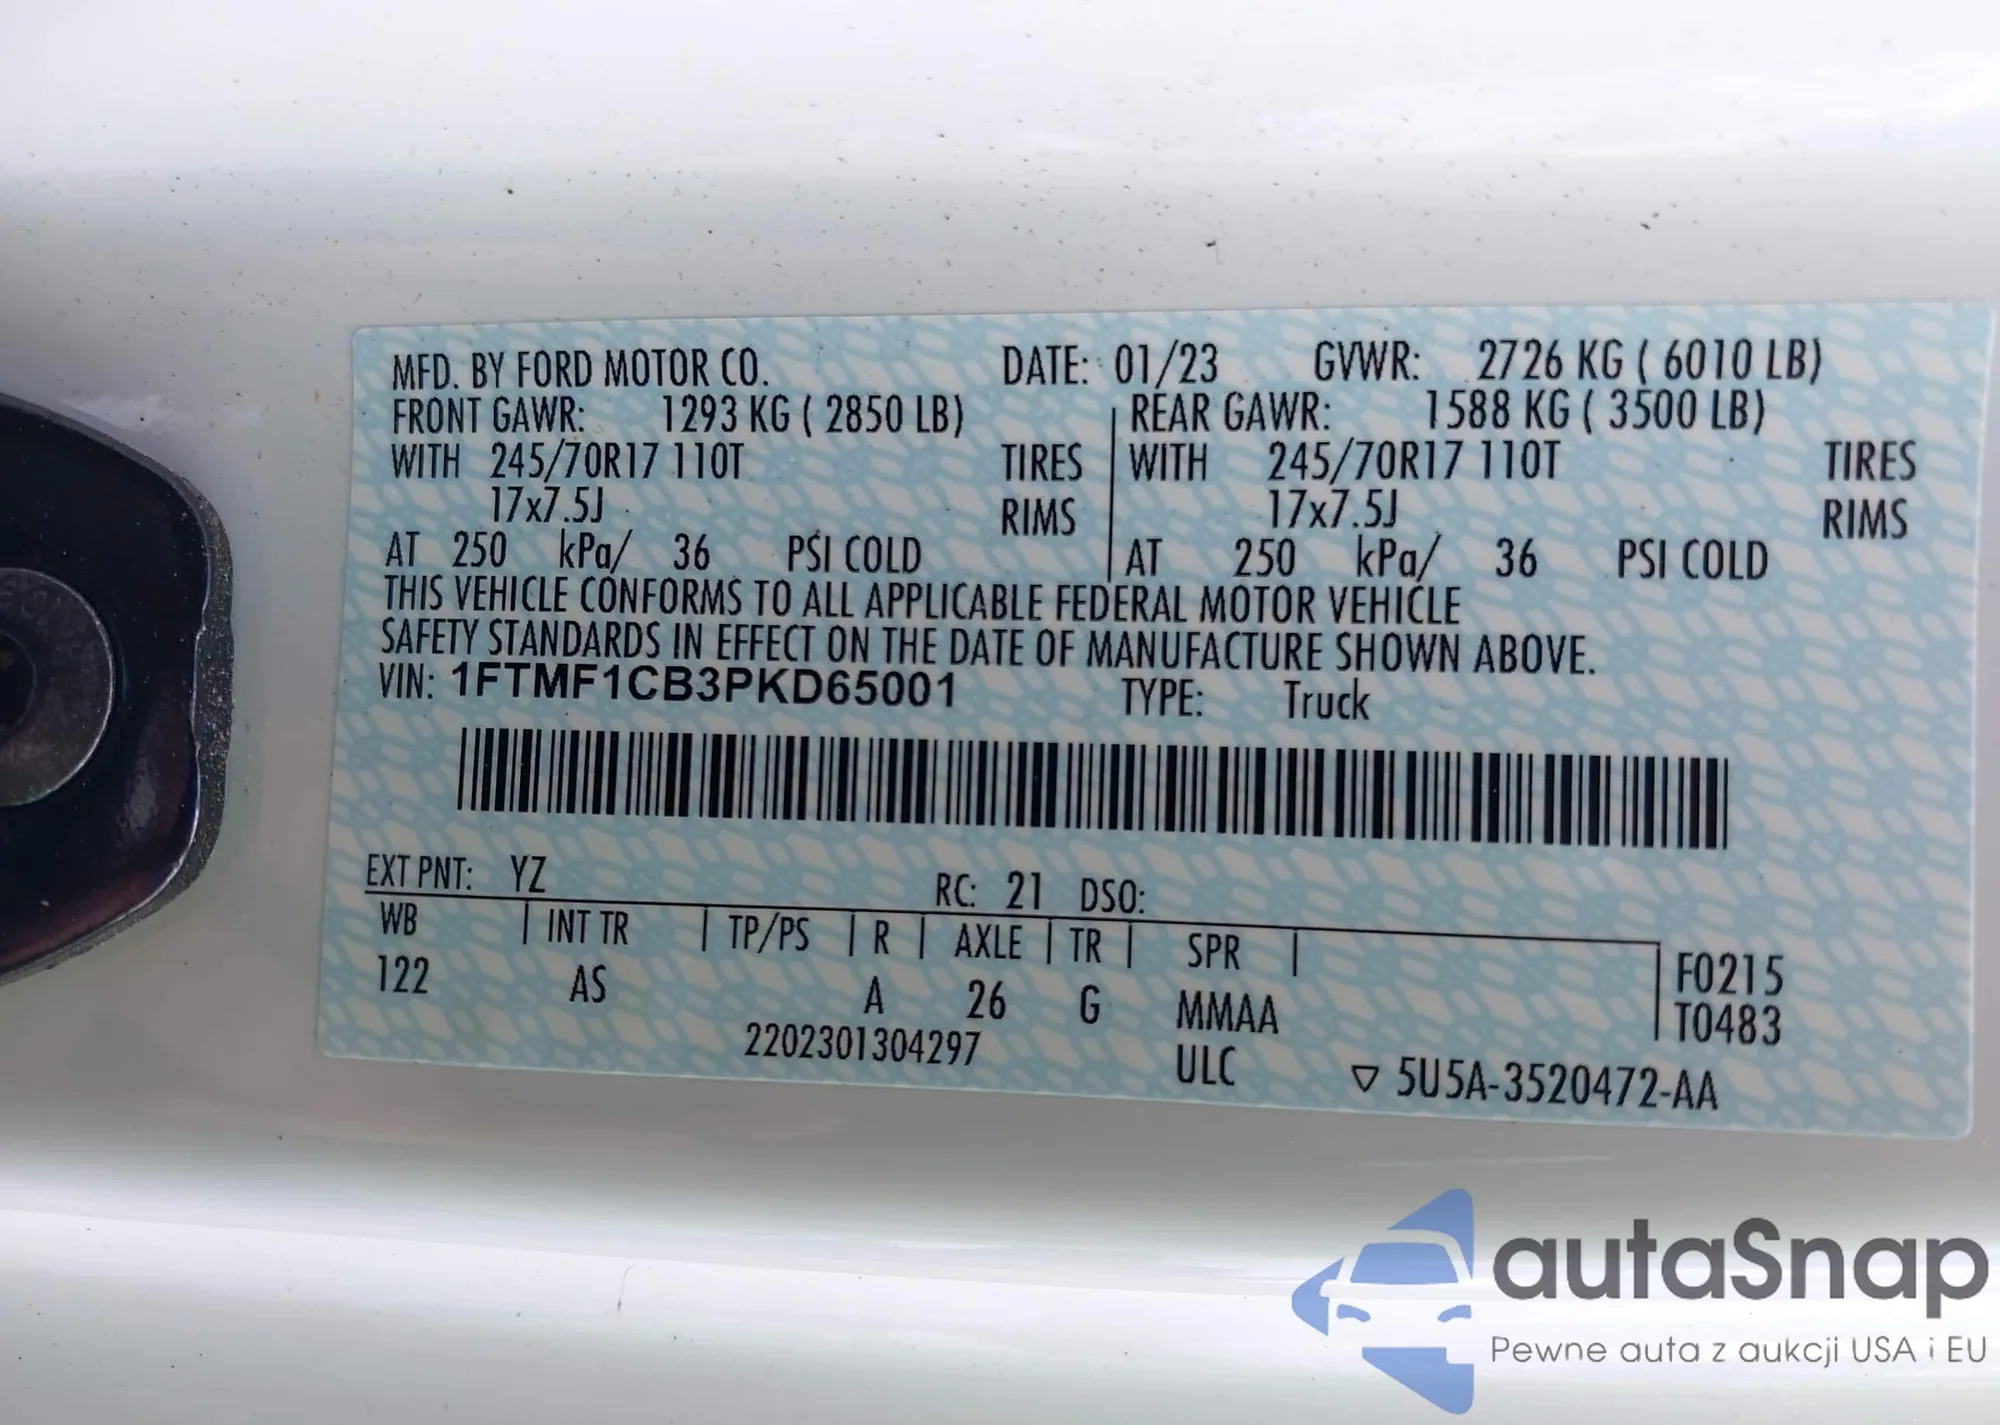 MFD. BY FORD MOTOR CO. DATE: 01/23 GVWR: 2726 KG ( 6010 LB)
FRONT GAWR: 1293 KG ( 2850 LB) REAR GAWR: 1588 KG ( 3500 LB)
WITH 245/70R17 110T TIRES WITH 245/70R17 110T TIRES
17x7.5J RIMS 17x7.5J RIMS
AT 250 kPa/ 36 PSI COLD AT 250 kPa/ 36 PSI COLD
THIS VEHICLE CONFORMS TO ALL APPLICABLE FEDERAL MOTOR VEHICLE
SAFETY STANDARDS IN EFFECT ON THE DATE OF MANUFACTURE SHOWN ABOVE.
VIN: 1FTMF1CB3PKD65001 TYPE: Truck
EXT PNT: YZ RC: 21 DSO:
WB INT TR TP/PS R AXLE TR SPR
122 AS A 26 G MMAA
F0215
T0483
2202301304297 ULC ▽ 5U5A-3520472-AA
autaSnap
Pewne auta z aukcji USA i EU